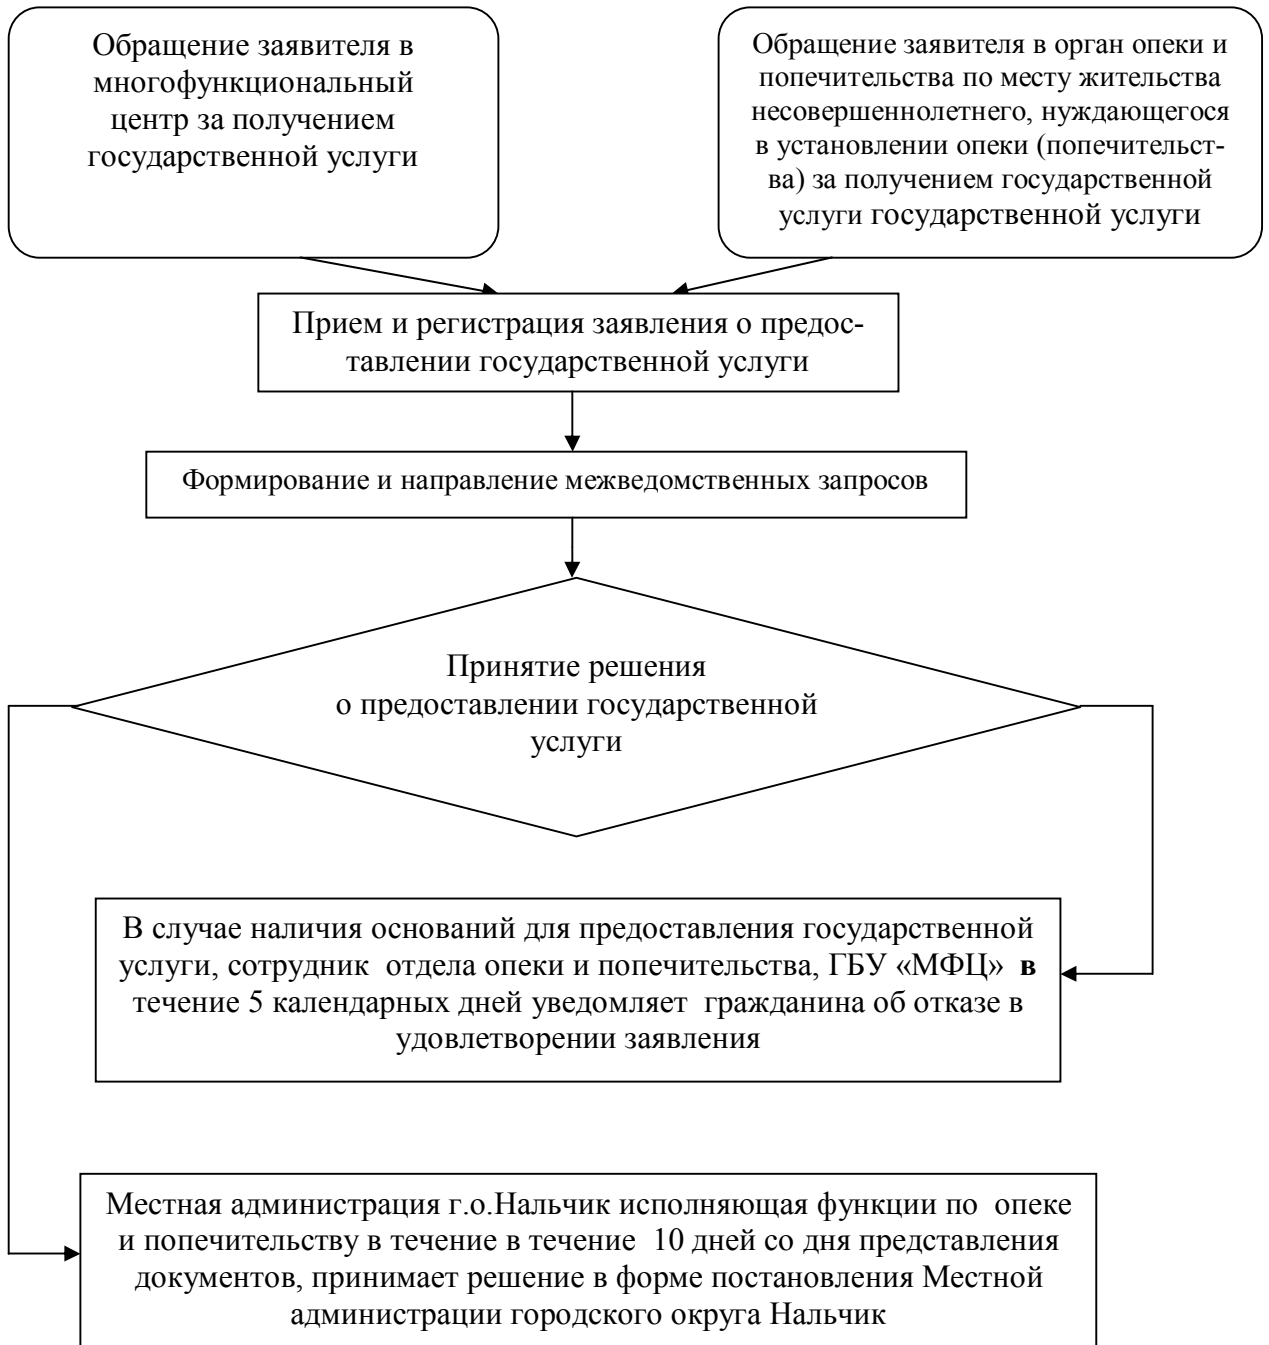 Обращение заявителя в
многофункциональный
центр за получением
государственной услуги
Обращение заявителя в орган опеки и
попечительства по месту жительства
несовершеннолетнего, нуждающегося
в установлении опеки (попечительст-
ва) за получением государственной
услуги государственной услуги
Прием и регистрация заявления о предос-
тавлении государственной услуги
Формирование и направление межведомственных запросов
Принятие решения
о предоставлении государственной
услуги
В случае наличия оснований для предоставления государственной
услуги, сотрудник отдела опеки и попечительства, ГБУ «МФЦ» в
течение 5 календарных дней уведомляет гражданина об отказе в
удовлетворении заявления
Местная администрация г.о.Нальчик исполняющая функции по опеке
и попечительству в течение в течение 10 дней со дня представления
документов, принимает решение в форме постановления Местной
администрации городского округа Нальчик